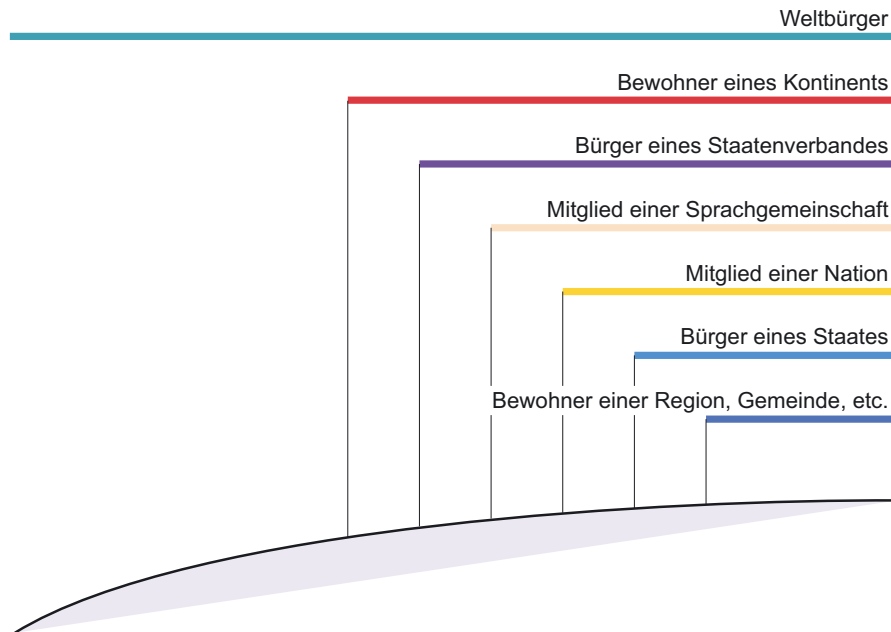 Weltbürger
Bewohner eines Kontinents
Bürger eines Staatenverbandes
Mitglied einer Sprachgemeinschaft
Mitglied einer Nation
Bürger eines Staates
Bewohner einer Region, Gemeinde, etc.